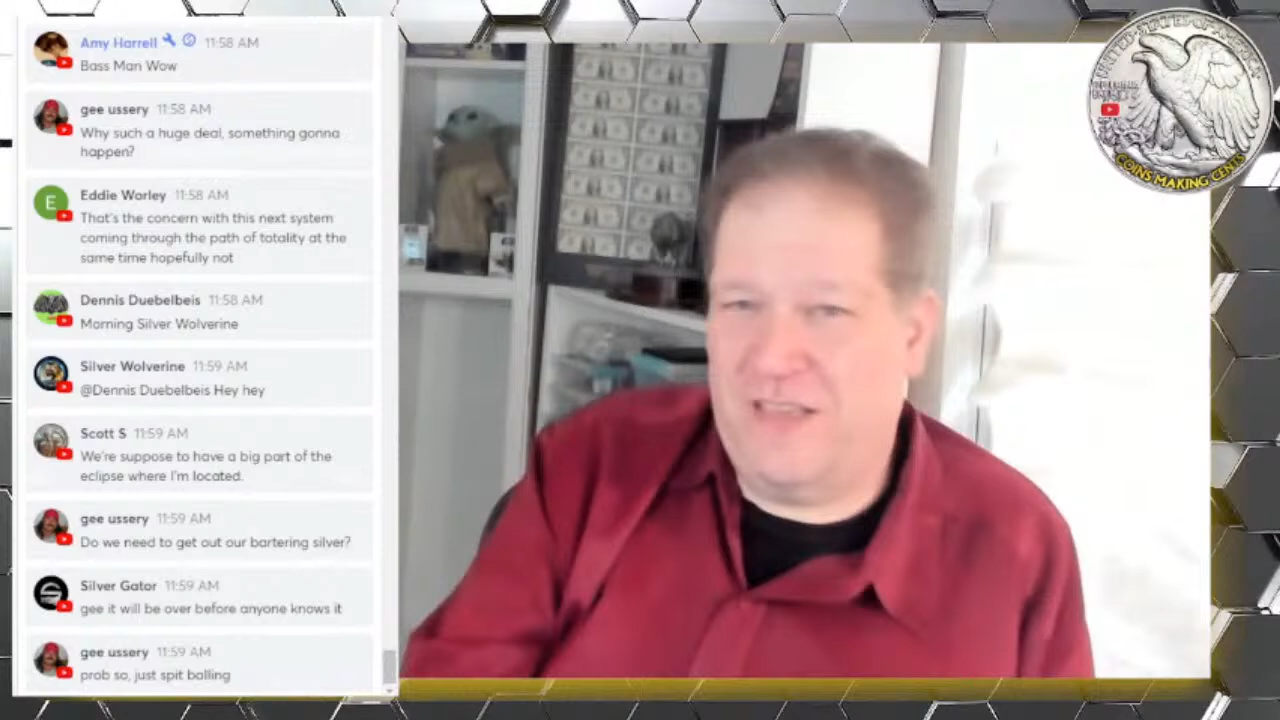 Amy Harrell 11:58 AM
Bass Man Wow
gee ussery 11:58 AM
Why such a huge deal, something gonna
happen?
E
Eddie Worley 11:58 AM
That's the concern with this next system
coming through the path of totality at the
same time hopefully not
Dennis Duebelbeis 11:58 AM
Morning Silver Wolverine
Silver Wolverine 11:59 AM
@Dennis Duebelbeis Hey hey
Scott S 11:59 AM
We're suppose to have a big part of the
eclipse where I'm located.
gee ussery 11:59 AM
Do we need to get out our bartering silver?
Silver Gator 11:59 AM
gee it will be over before anyone knows it
gee ussery 11:59 AM
prob so, just spit balling
UNITED STATES OF AMERICA
COINS MAKING CENTS